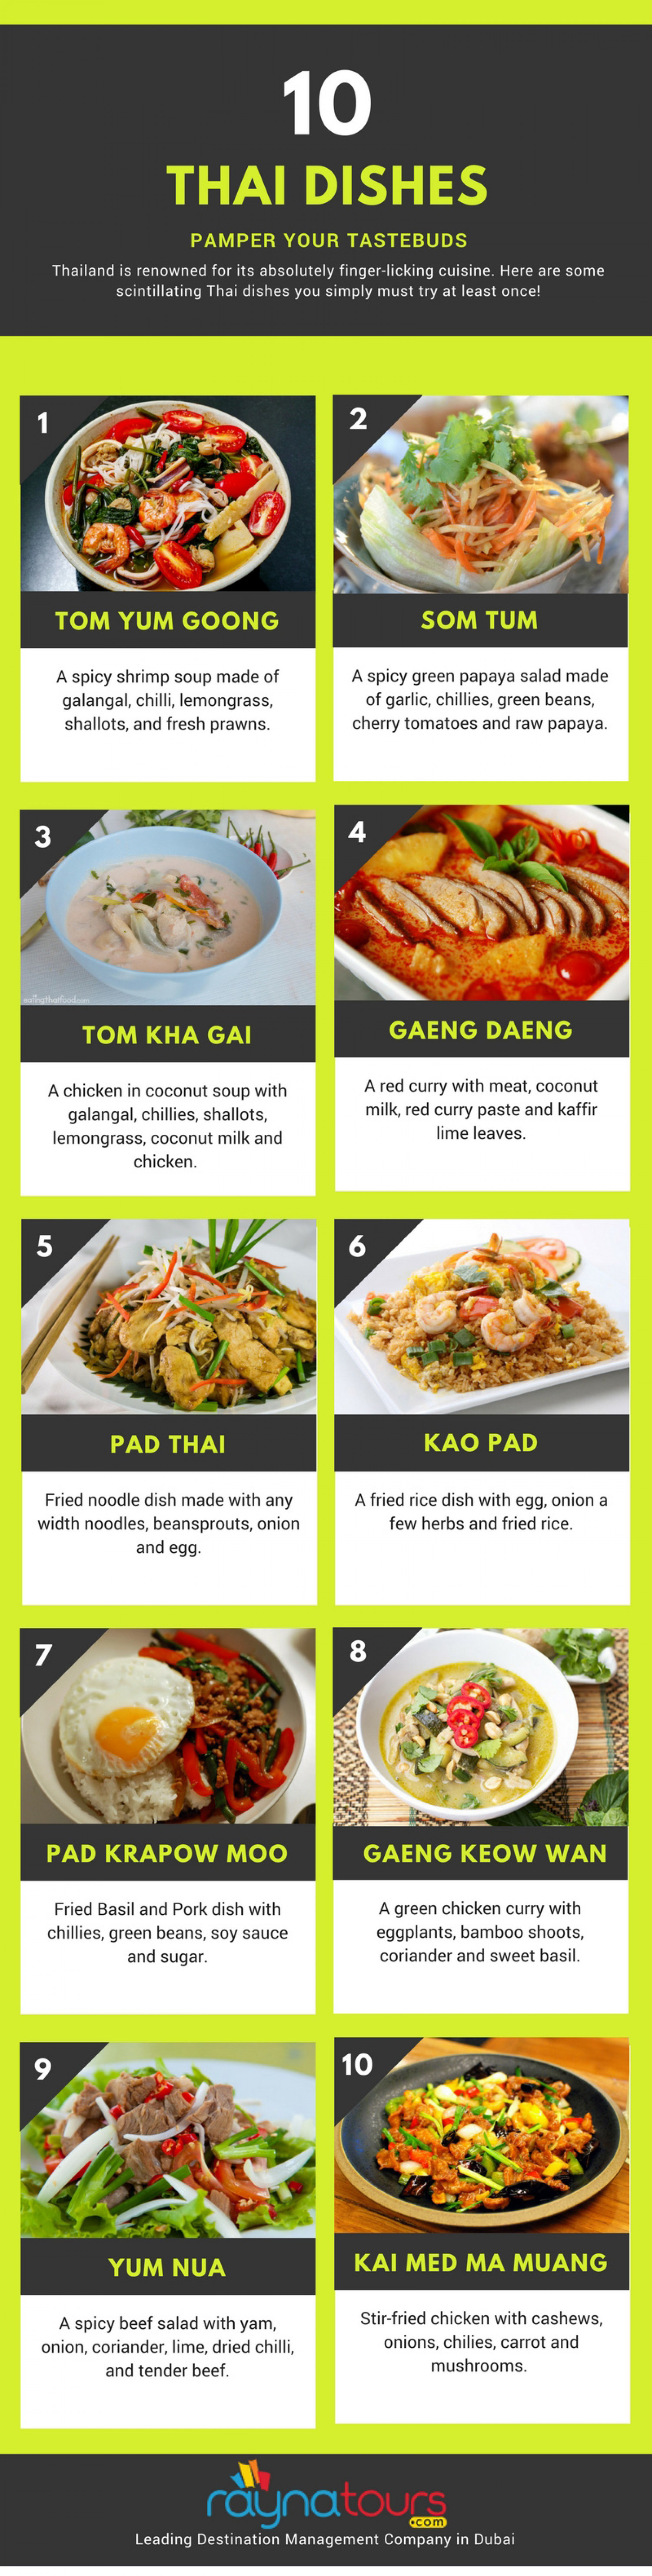 10
THAI DISHES
PAMPER YOUR TASTEBUDS
Thailand is renowned for its absolutely finger-licking cuisine. Here are some
scintillating Thai dishes you simply must try at least once!
1
TOM YUM GOONG
A spicy shrimp soup made of
galangal, chilli, lemongrass,
shallots, and fresh prawns.
2
SOM TUM
A spicy green papaya salad made
of garlic, chillies, green beans,
cherry tomatoes and raw papaya.
3
eatingthaifood.com
TOM KHA GAI
A chicken in coconut soup with
galangal, chillies, shallots,
lemongrass, coconut milk and
chicken.
4
GAENG DAENG
A red curry with meat, coconut
milk, red curry paste and kaffir
lime leaves.
5
PAD THAI
Fried noodle dish made with any
width noodles, beansprouts, onion
and egg.
6
KAO PAD
A fried rice dish with egg, onion a
few herbs and fried rice.
7
PAD KRAPOW MOO
Fried Basil and Pork dish with
chillies, green beans, soy sauce
and sugar.
8
GAENG KEOW WAN
A green chicken curry with
eggplants, bamboo shoots,
coriander and sweet basil.
9
YUM NUA
A spicy beef salad with yam,
onion, coriander, lime, dried chilli,
and tender beef.
10
KAI MED MA MUANG
Stir-fried chicken with cashews,
onions, chilies, carrot and
mushrooms.
raynatours
.com
Leading Destination Management Company in Dubai